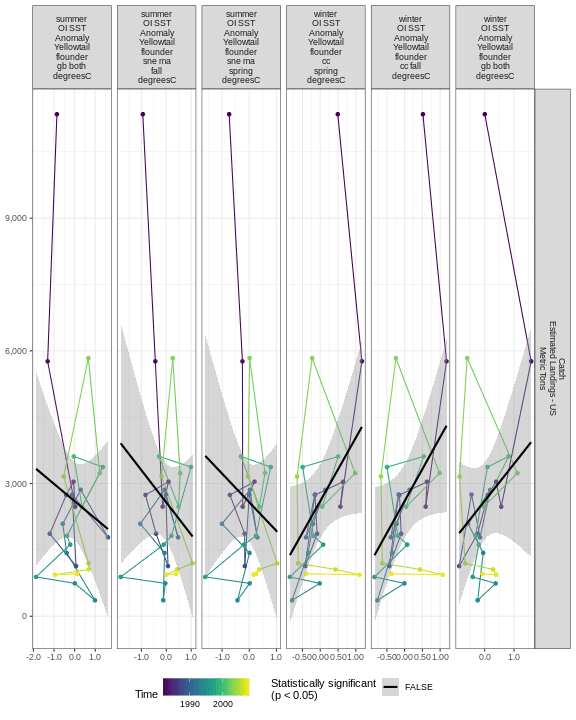 summer
OI SST
Anomaly
Yellowtail
flounder
gb both
degreesC
summer
OI SST
Anomaly
Yellowtail
flounder
sne ma
fall
degreesC
summer
OI SST
Anomaly
Yellowtail
flounder
sne ma
spring
degreesC
winter
OI SST
Anomaly
Yellowtail
flounder
cc
spring
degreesC
winter
OI SST
Anomaly
Yellowtail
flounder
cc fall
degreesC
winter
OI SST
Anomaly
Yellowtail
flounder
gb both
degreesC
9,000
6,000
3,000
0
Catch
Estimated Landings - US
Metric Tons
-2.0 -1.0 0.0 1.0
-1.0 0.0 1.0
-1.0 0.0 1.0
-0.50 0.00 0.50 1.00
-0.50 0.00 0.50 1.00
0.0 1.0
Time
1990 2000
Statistically significant
(p < 0.05)
FALSE